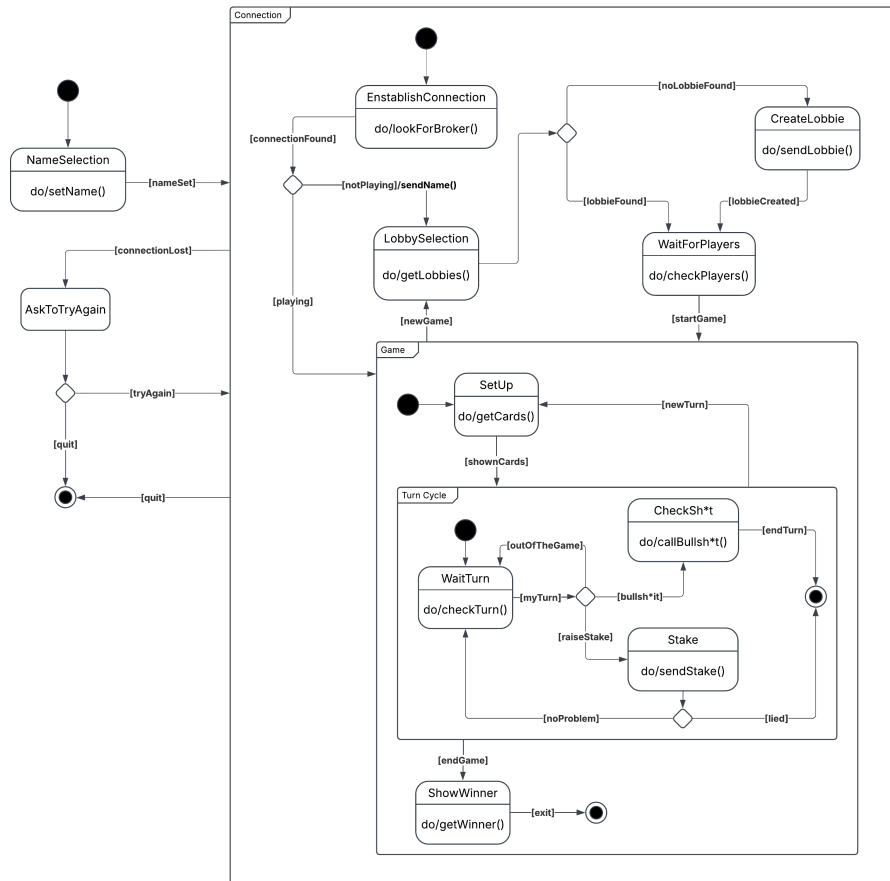 Connection
EnstablishConnection
do/lookForBroker()
[noLobbieFound]
CreateLobbie
do/sendLobbie()
[connectionFound]
NameSelection
do/setName()
[nameSet]
[notPlaying]/sendName()
[lobbieFound]
[lobbieCreated]
LobbySelection
do/getLobbies()
WaitForPlayers
do/checkPlayers()
[connectionLost]
AskToTryAgain
[playing]
[newGame]
[startGame]
Game
SetUp
do/getCards()
[newTurn]
[tryAgain]
[quit]
[shownCards]
[quit]
Turn Cycle
CheckSh*t
do/callBullsh*t()
[endTurn]
[outOfTheGame]
WaitTurn
do/checkTurn()
[myTurn]
[bullsh*it]
[raiseStake]
Stake
do/sendStake()
[noProblem]
[lied]
[endGame]
ShowWinner
do/getWinner()
[exit]